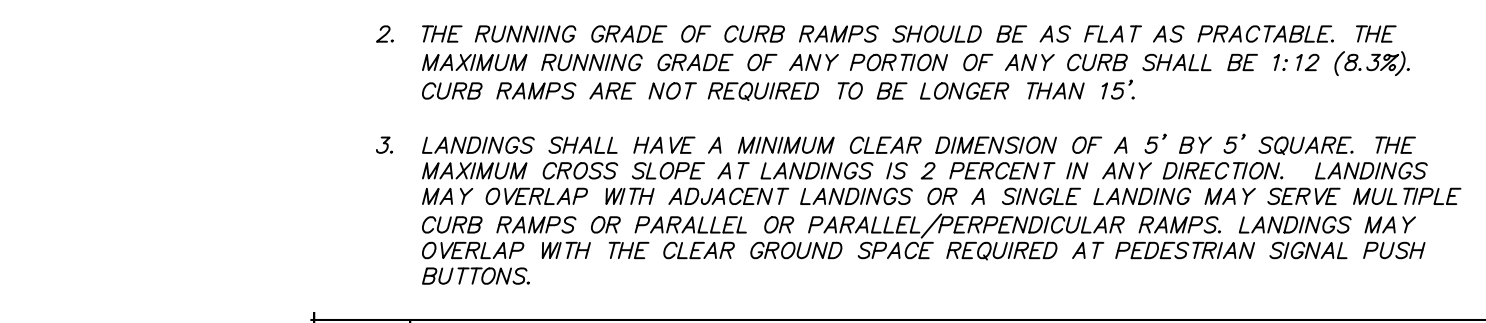 2. THE RUNNING GRADE OF CURB RAMPS SHOULD BE AS FLAT AS PRACTABLE. THE
MAXIMUM RUNNING GRADE OF ANY PORTION OF ANY CURB SHALL BE 1:12 (8.3%).
CURB RAMPS ARE NOT REQUIRED TO BE LONGER THAN 15'.
3. LANDINGS SHALL HAVE A MINIMUM CLEAR DIMENSION OF A 5' BY 5' SQUARE. THE
MAXIMUM CROSS SLOPE AT LANDINGS IS 2 PERCENT IN ANY DIRECTION. LANDINGS
MAY OVERLAP WITH ADJACENT LANDINGS OR A SINGLE LANDING MAY SERVE MULTIPLE
CURB RAMPS OR PARALLEL OR PARALLEL/PERPENDICULAR RAMPS. LANDINGS MAY
OVERLAP WITH THE CLEAR GROUND SPACE REQUIRED AT PEDESTRIAN SIGNAL PUSH
BUTTONS.